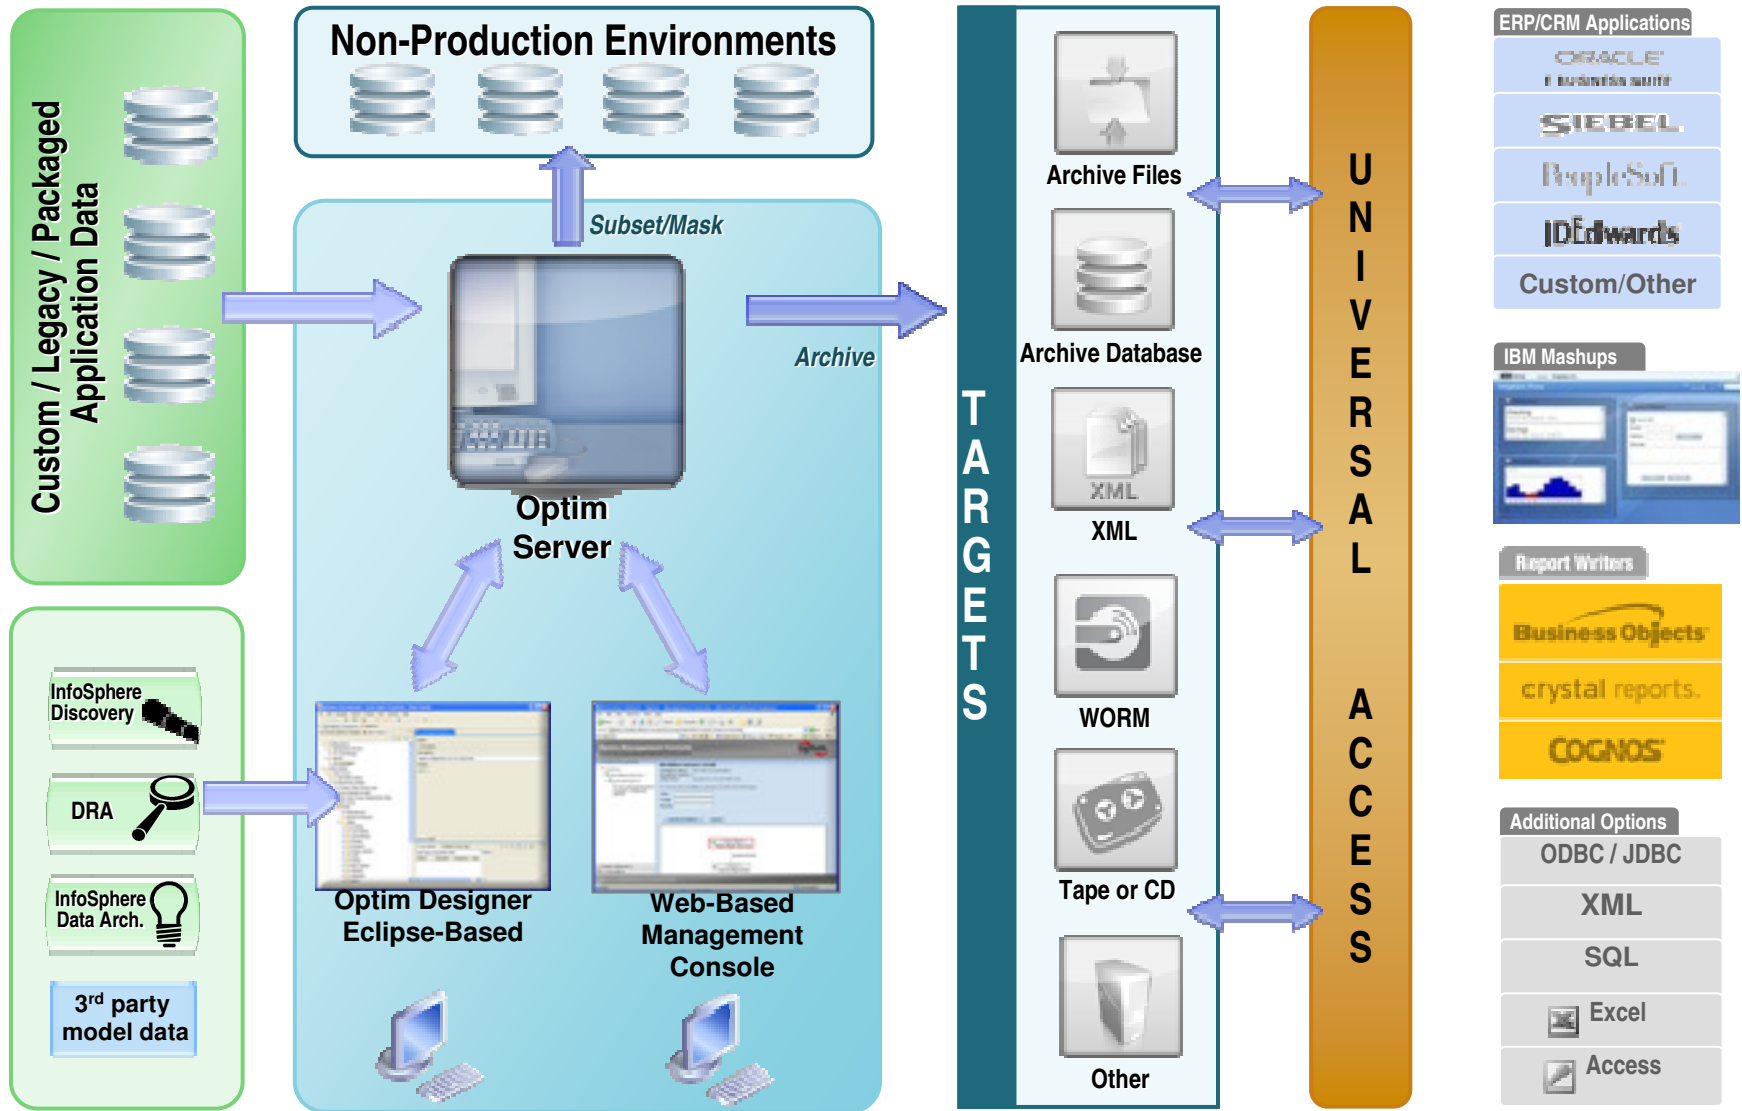 Custom / Legacy / Packaged
Application Data
Non-Production Environments
Subset/Mask
Archive
Optim
Server
InfoSphere
Discovery
DRA
InfoSphere
Data Arch.
3rd party
model data
Optim Designer
Eclipse-Based
Web-Based
Management
Console
TARGETS
Archive Files
Archive Database
XML
XML
WORM
Tape or CD
Other
UNIVERSAL ACCESS
ERP/CRM Applications
ORACLE
E-BUSINESS SUITE
SIEBEL
PeopleSoft.
JDEdwards
Custom/Other
IBM Mashups
Report Writers
Business Objects
crystal reports.
COGNOS
Additional Options
ODBC / JDBC
XML
SQL
Excel
Access